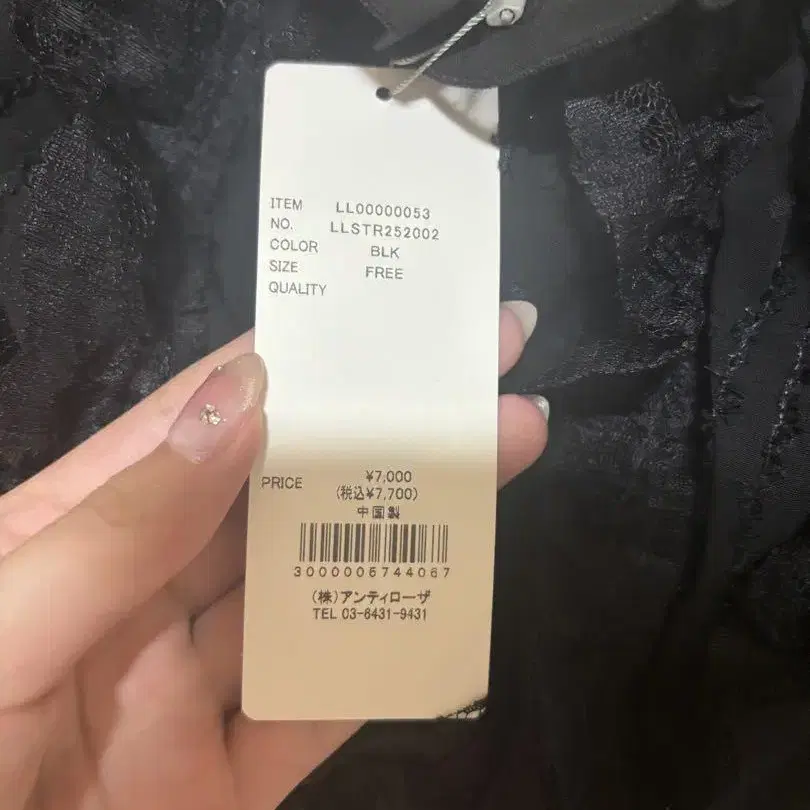 ITEM LL00000053
NO. LLSTR252002
COLOR BLK
SIZE FREE
QUALITY
PRICE ¥7,000
(税込¥7,700)
中国製
3000006744067
(株)アンティローザ
TEL 03-6431-9431